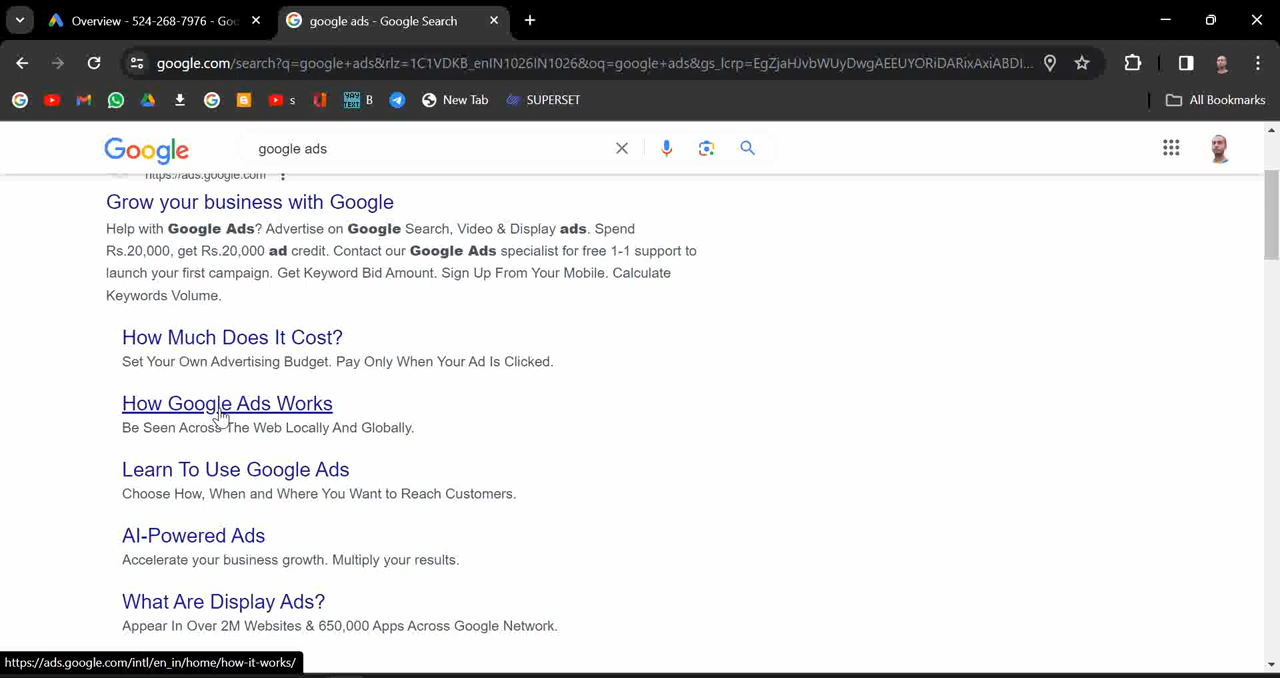 Overview - 524-268-7976 - Goo
google ads - Google Search
google.com/search?q=google+ads&rlz=1C1VDKB_enIN1026IN1026&oq=google+ads&gs_lcrp=EgZjaHJvbWUyDwgAEEUYORiDARixAxiABDI...
s
B
New Tab
SUPERSET
All Bookmarks
Google
google ads
https://ads.google.com
Grow your business with Google
Help with Google Ads? Advertise on Google Search, Video & Display ads. Spend
Rs.20,000, get Rs.20,000 ad credit. Contact our Google Ads specialist for free 1-1 support to
launch your first campaign. Get Keyword Bid Amount. Sign Up From Your Mobile. Calculate
Keywords Volume.
How Much Does It Cost?
Set Your Own Advertising Budget. Pay Only When Your Ad Is Clicked.
How Google Ads Works
Be Seen Across The Web Locally And Globally.
Learn To Use Google Ads
Choose How, When and Where You Want to Reach Customers.
AI-Powered Ads
Accelerate your business growth. Multiply your results.
What Are Display Ads?
Appear In Over 2M Websites & 650,000 Apps Across Google Network.
https://ads.google.com/intl/en_in/home/how-it-works/